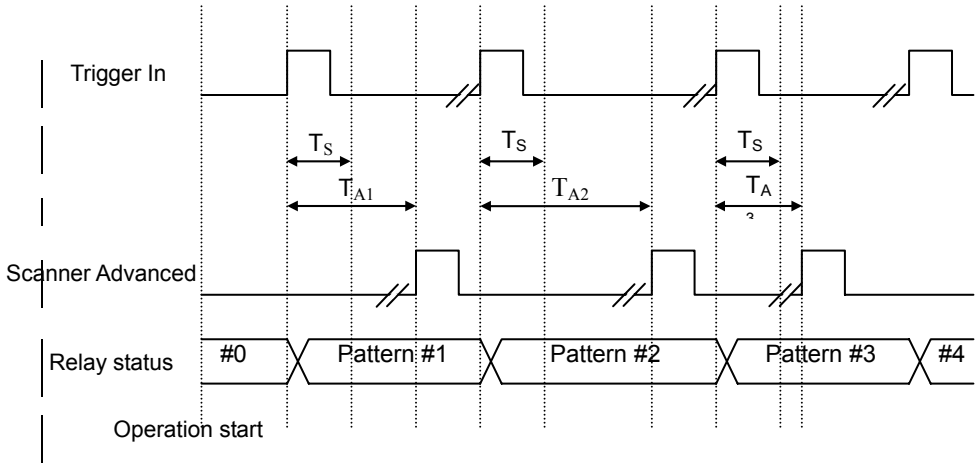 Trigger In
TS TS TS
TA1 TA2 TA
3
Scanner Advanced
Relay status #0 Pattern #1 Pattern #2 Pattern #3 #4
Operation start